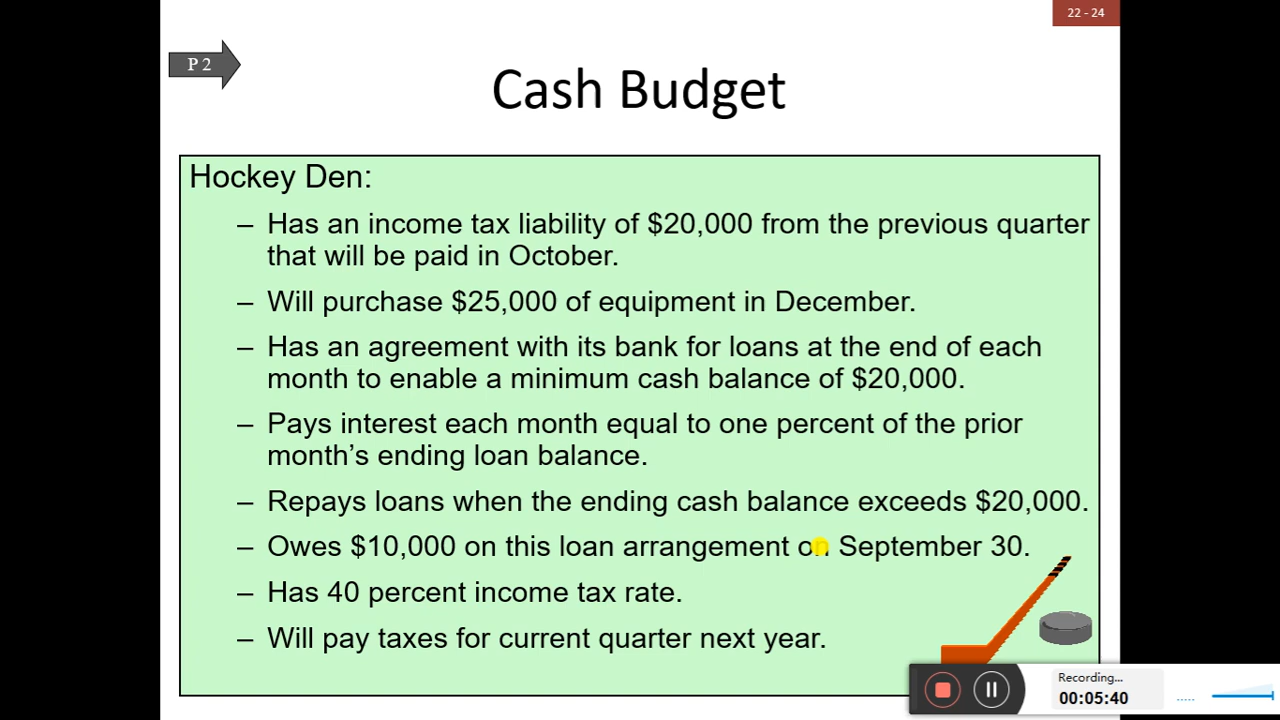 22 - 24
P 2
Cash Budget
Hockey Den:
– Has an income tax liability of $20,000 from the previous quarter
that will be paid in October.
– Will purchase $25,000 of equipment in December.
– Has an agreement with its bank for loans at the end of each
month to enable a minimum cash balance of $20,000.
– Pays interest each month equal to one percent of the prior
month’s ending loan balance.
– Repays loans when the ending cash balance exceeds $20,000.
– Owes $10,000 on this loan arrangement on September 30.
– Has 40 percent income tax rate.
– Will pay taxes for current quarter next year.
Recording...
00:05:40